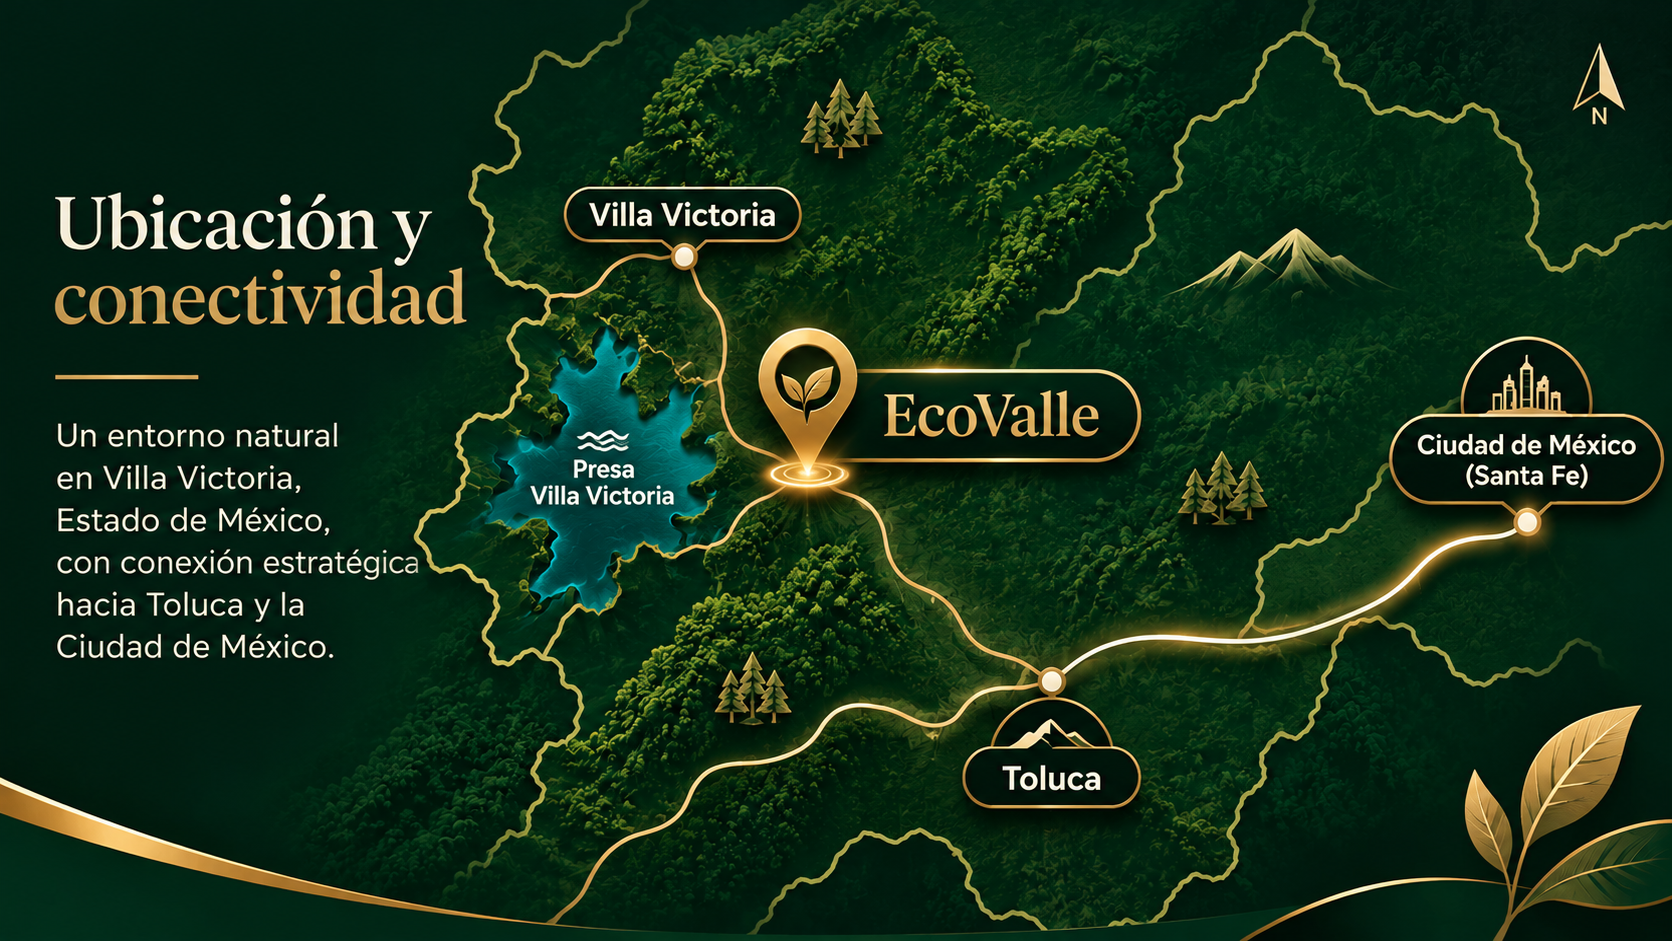 Ubicación y
conectividad
Un entorno natural
en Villa Victoria,
Estado de México,
con conexión estratégica
hacia Toluca y la
Ciudad de México.
Villa Victoria
Presa
Villa Victoria
EcoValle
Toluca
Ciudad de México
(Santa Fe)
N